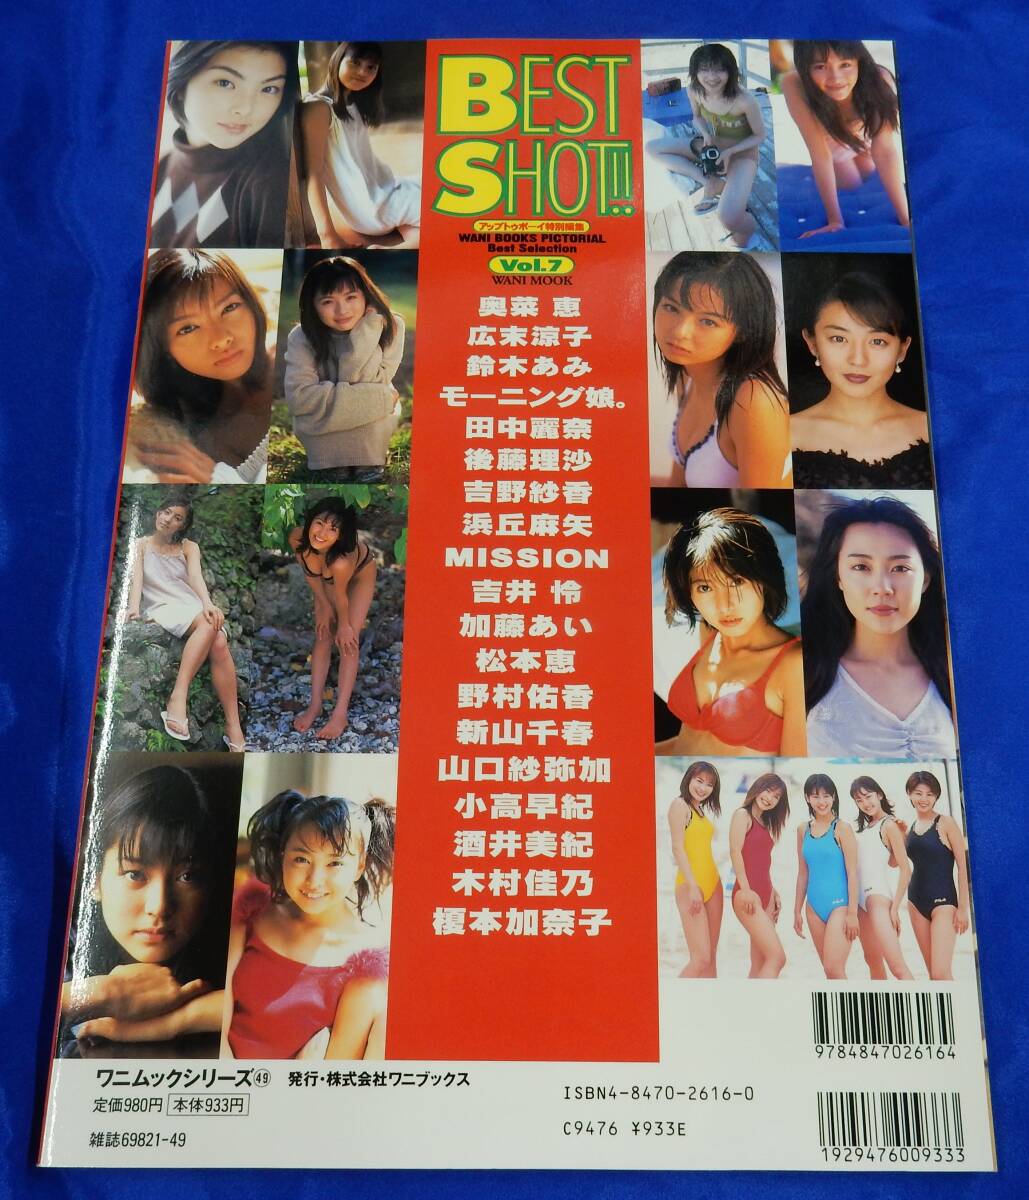 BEST
SHOT!!
アップトゥボーイ特別編集
WANI BOOKS PICTORIAL
Best Selection
Vol.7
WANI MOOK
奥菜 恵
広末涼子
鈴木あみ
モーニング娘。
田中麗奈
後藤理沙
吉野紗香
浜丘麻矢
MISSION
吉井 怜
加藤あい
松本恵
野村佑香
新山千春
山口紗弥加
小高早紀
酒井美紀
木村佳乃
榎本加奈子
FILA
FILA
FILA
9784847026164
ワニムックシリーズ㊾ 発行・株式会社ワニブックス
定価980円 本体933円
雑誌69821-49
ISBN4-8470-2616-0
C9476 ¥933E
1929476009333